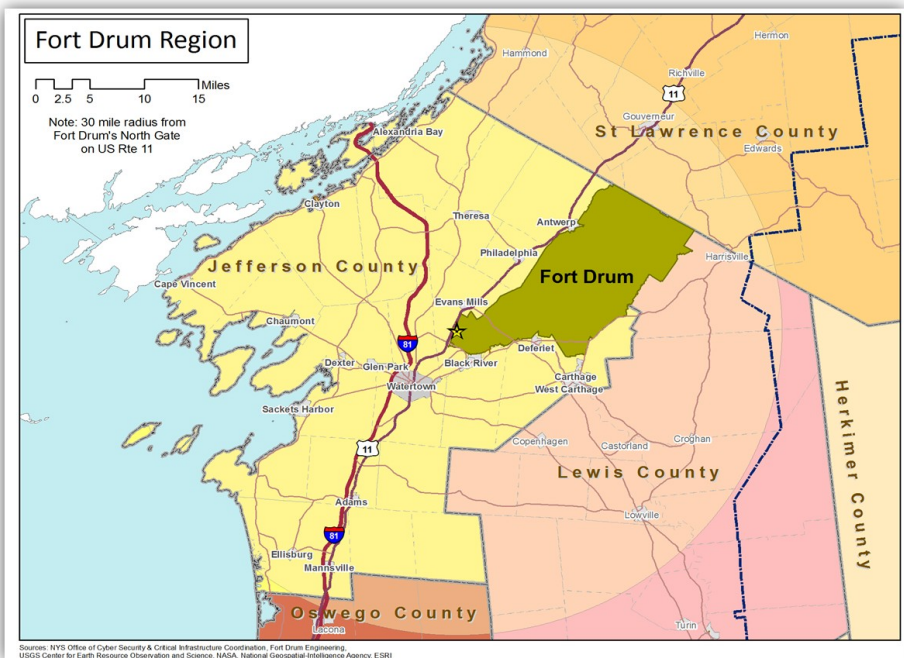 Fort Drum Region
Miles
0 2.5 5 10 15
Note: 30 mile radius from
Fort Drum's North Gate
on US Rte 11
Hammond
Hermon
Richville
11
Gouverneur
St Lawrence County
Edwards
Alexandria Bay
Clayton
Theresa
Antwerp
Philadelphia
Harrisville
Jefferson County
Fort Drum
Cape Vincent
Evans Mills
Chaumont
81
Deferiet
Dexter
Glen Park
Black River
Watertown
Carthage
West Carthage
Sackets Harbor
Herkimer County
Copenhagen
Castorland
Croghan
11
Lewis County
Adams
Lowville
81
Ellisburg
Mannsville
Oswego County
Lacona
Turin
Sources: NYS Office of Cyber Security & Critical Infrastructure Coordination, Fort Drum Engineering,
USGS Center for Earth Resource Observation and Science, NASA, National Geospatial-Intelligence Agency, ESRI